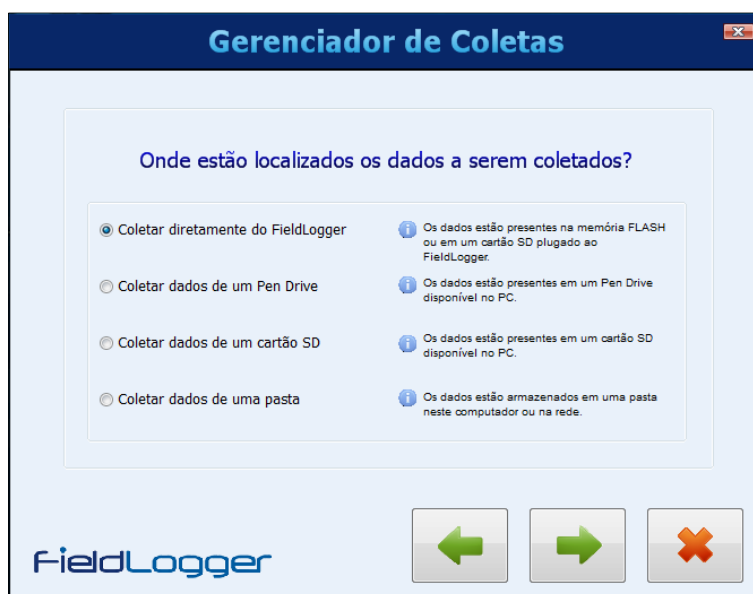 Gerenciador de Coletas
Onde estão localizados os dados a serem coletados?
Coletar diretamente do FieldLogger
Os dados estão presentes na memória FLASH
ou em um cartão SD plugado ao
FieldLogger.
Coletar dados de um Pen Drive
Os dados estão presentes em um Pen Drive
disponível no PC.
Coletar dados de um cartão SD
Os dados estão presentes em um cartão SD
disponível no PC.
Coletar dados de uma pasta
Os dados estão armazenados em uma pasta
neste computador ou na rede.
FieldLogger